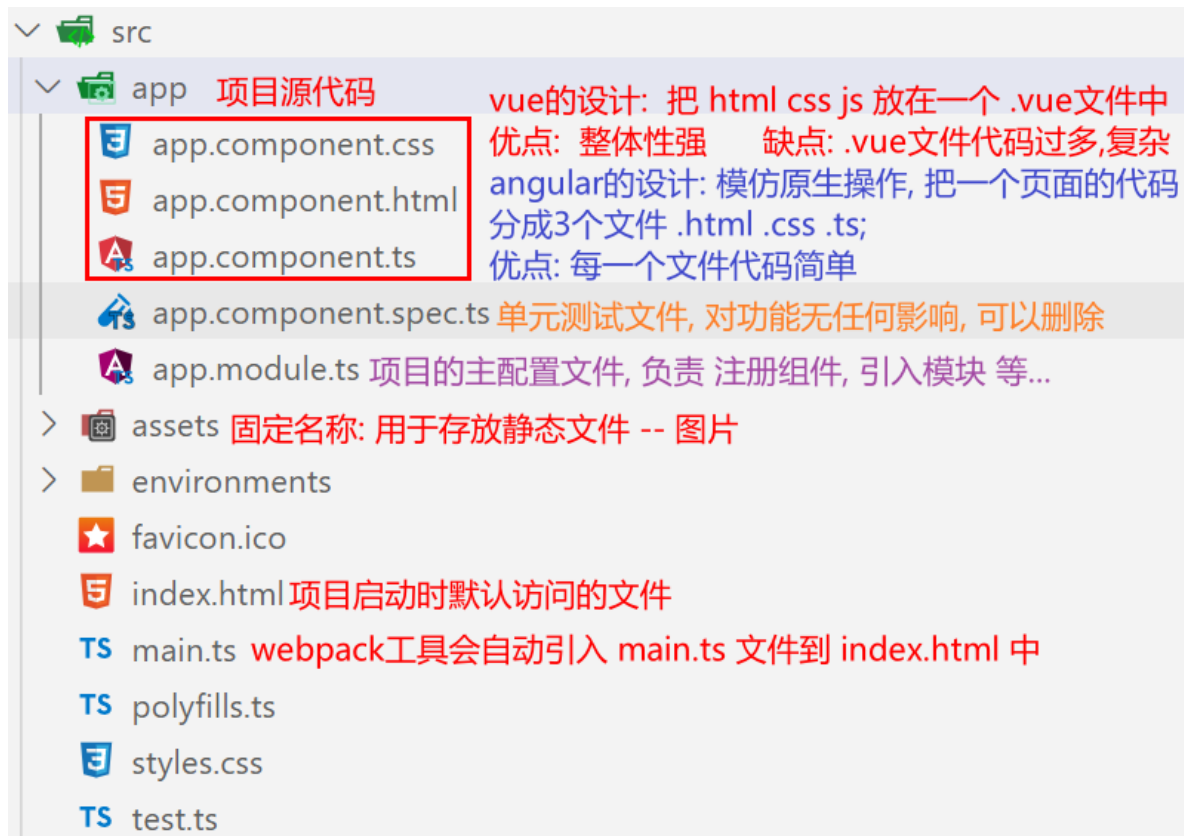 src
app 项目源代码
vue的设计: 把 html css js 放在一个 .vue文件中
app.component.css
优点: 整体性强 缺点: .vue文件代码过多,复杂
app.component.html
angular的设计: 模仿原生操作, 把一个页面的代码
分成3个文件 .html .css .ts;
app.component.ts
优点: 每一个文件代码简单
app.component.spec.ts 单元测试文件, 对功能无任何影响, 可以删除
app.module.ts 项目的主配置文件, 负责 注册组件, 引入模块 等...
assets 固定名称: 用于存放静态文件 -- 图片
environments
favicon.ico
index.html 项目启动时默认访问的文件
main.ts webpack工具会自动引入 main.ts 文件到 index.html 中
polyfills.ts
styles.css
test.ts